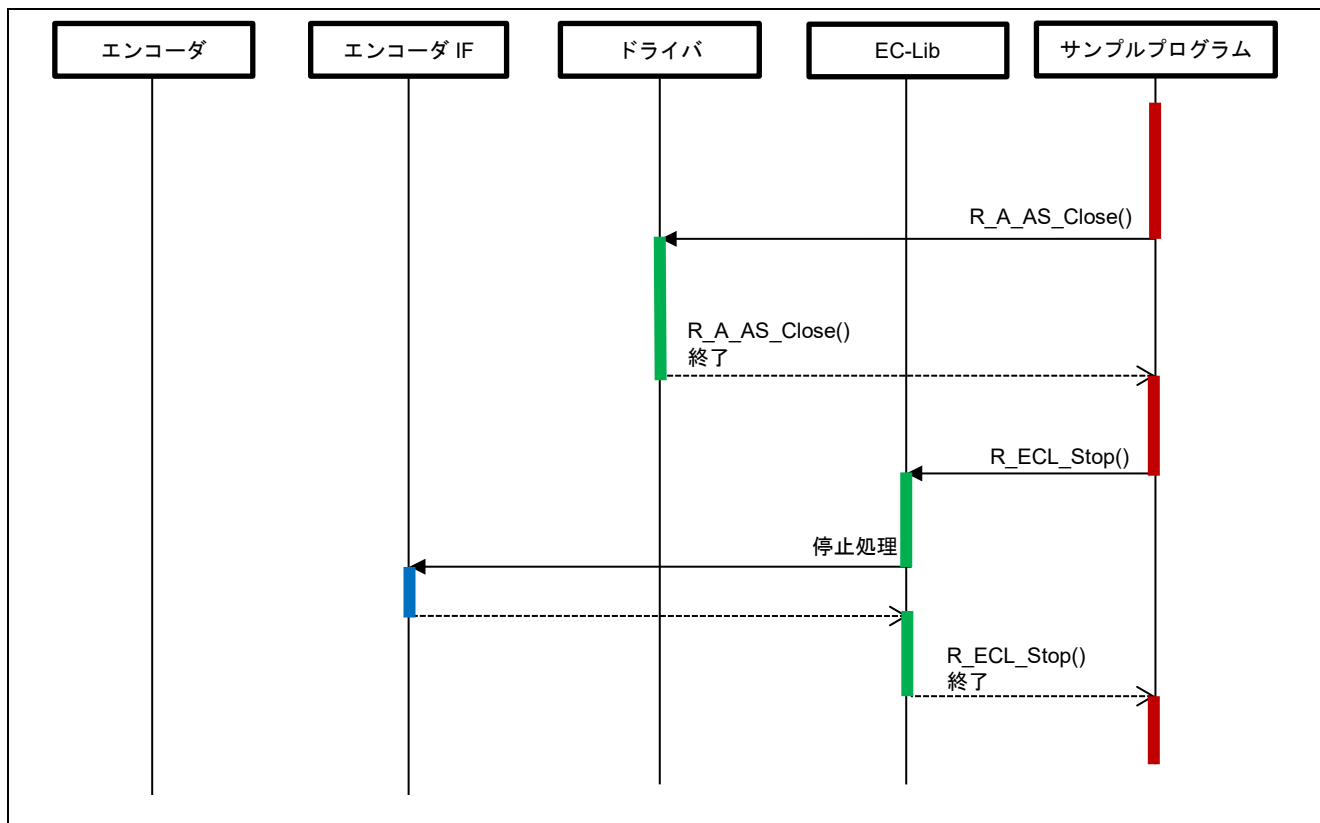 エンコーダ
エンコーダ IF
ドライバ
EC-Lib
サンプルプログラム
R_A_AS_Close()
R_A_AS_Close()
終了
R_ECL_Stop()
停止処理
R_ECL_Stop()
終了